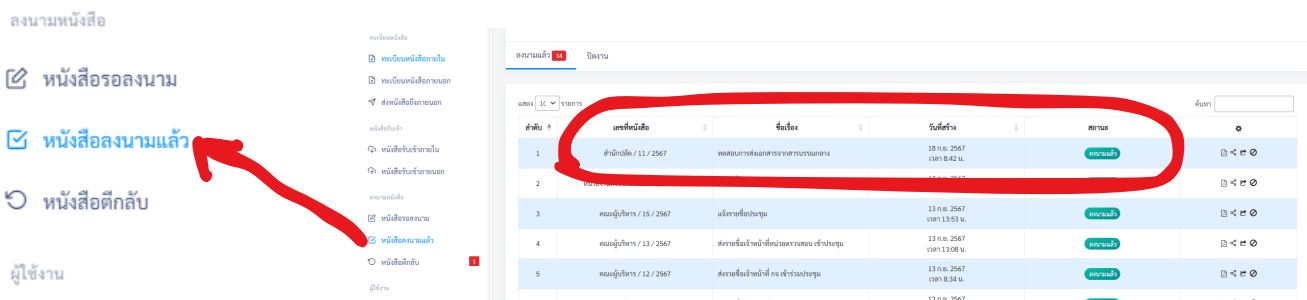 ลงนามหนังสือ
หนังสือรอลงนาม
หนังสือลงนามแล้ว
หนังสือตีกลับ
ผู้ใช้งาน
ทะเบียนหนังสือ
ทะเบียนหนังสือภายใน
ทะเบียนหนังสือภายนอก
ส่งหนังสือถึงภายนอก
หนังสือรับเข้า
หนังสือรับเข้าภายใน
หนังสือรับเข้าภายนอก
ลงนามหนังสือ
หนังสือรอลงนาม
หนังสือลงนามแล้ว
หนังสือตีกลับ 1
ผู้ใช้งาน
ลงนามแล้ว 14 ปิดงาน
แสดง 10 รายการ ค้นหา
ลำดับ เลขที่หนังสือ ชื่อเรื่อง วันที่สร้าง สถานะ
1 สำนักปลัด / 11 / 2567 ทดสอบการส่งเอกสารจากสารบรรณกลาง 18 ก.ย. 2567 ลงนามแล้ว
เวลา 8:42 น.
2
3 คณะผู้บริหาร / 15 / 2567 แจ้งรายชื่อประชุม 13 ก.ย. 2567 ลงนามแล้ว
เวลา 13:53 น.
4 คณะผู้บริหาร / 13 / 2567 ส่งรายชื่อเจ้าหน้าที่หน่วยตรวจสอบ เข้าประชุม 13 ก.ย. 2567 ลงนามแล้ว
เวลา 13:08 น.
5 คณะผู้บริหาร / 12 / 2567 ส่งรายชื่อเจ้าหน้าที่ กจ เข้าร่วมประชุม 13 ก.ย. 2567 ลงนามแล้ว
เวลา 8:34 น.
12 ก.ย. 2567